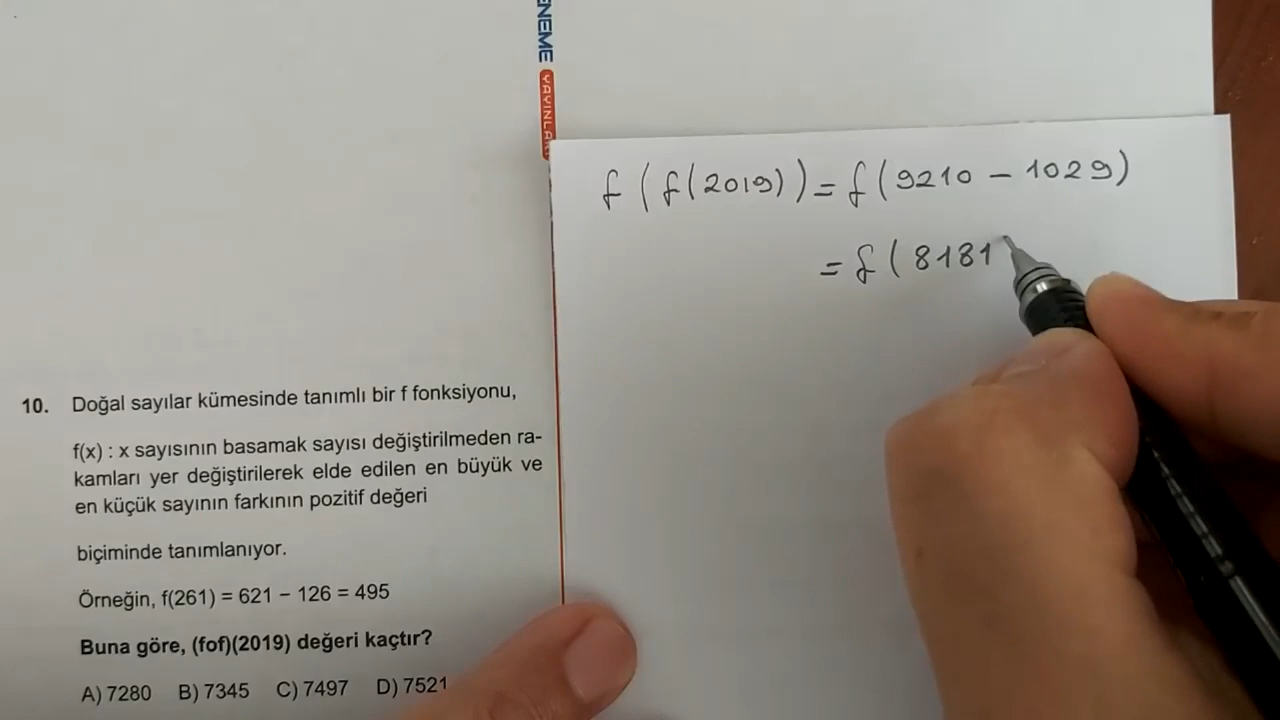 ENEME
YAYINLAR
f(f(2019)) = f(9210 - 1029)
= f(8181
10. Doğal sayılar kümesinde tanımlı bir f fonksiyonu,
f(x) : x sayısının basamak sayısı değiştirilmeden ra-
kamları yer değiştirilerek elde edilen en büyük ve
en küçük sayının farkının pozitif değeri
biçiminde tanımlanıyor.
Örneğin, f(261) = 621 − 126 = 495
Buna göre, (fof)(2019) değeri kaçtır?
A) 7280 B) 7345 C) 7497 D) 7521